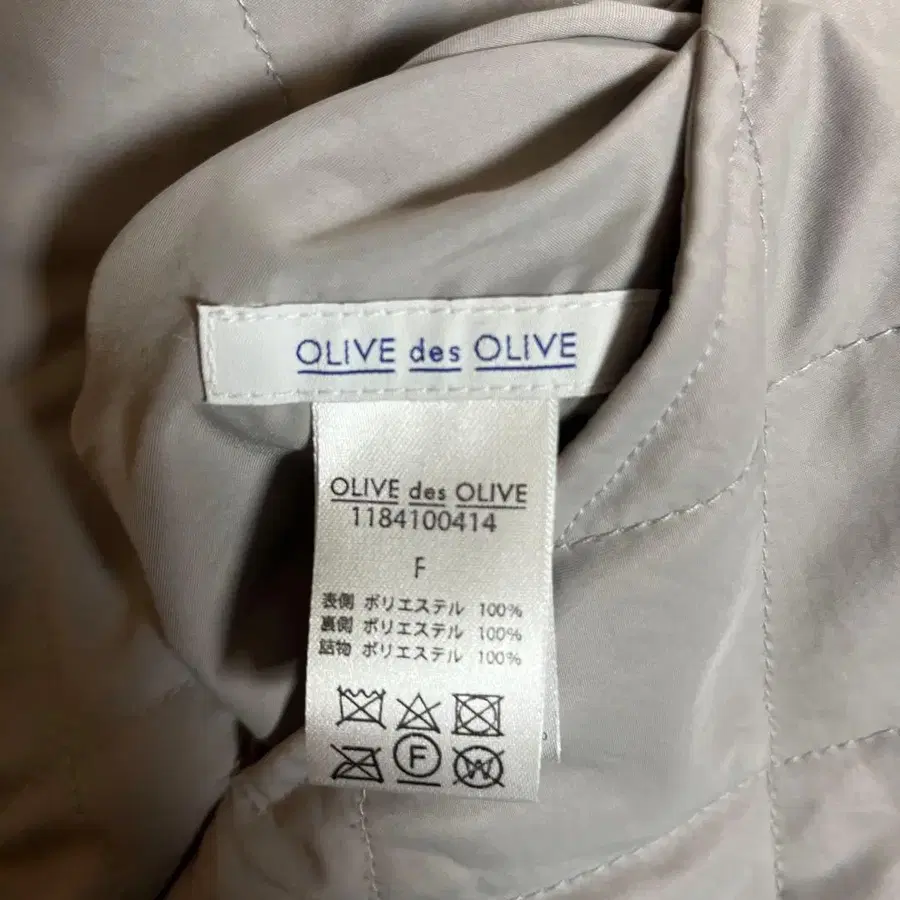 OLIVE des OLIVE
OLIVE des OLIVE
1184100414
F
表側 ポリエステル 100%
裏側 ポリエステル 100%
詰物 ポリエステル 100%
F
W